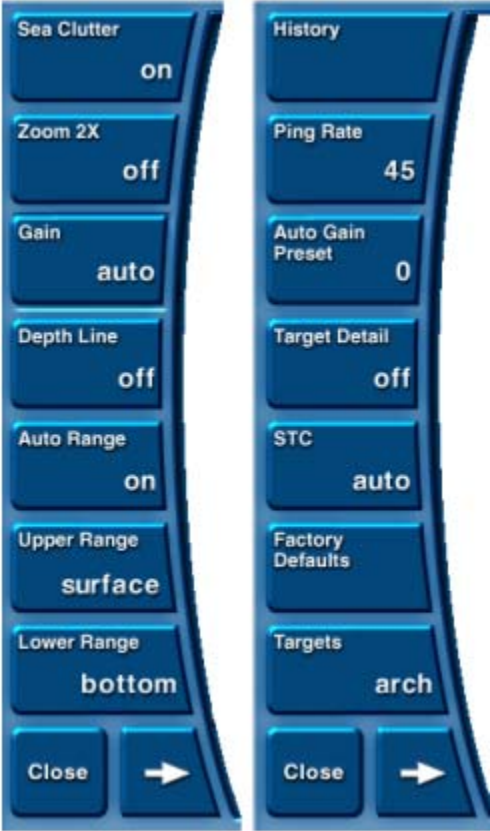 Sea Clutter
on
Zoom 2X
off
Gain
auto
Depth Line
off
Auto Range
on
Upper Range
surface
Lower Range
bottom
Close
History
Ping Rate
45
Auto Gain
Preset
0
Target Detail
off
STC
auto
Factory
Defaults
Targets
arch
Close